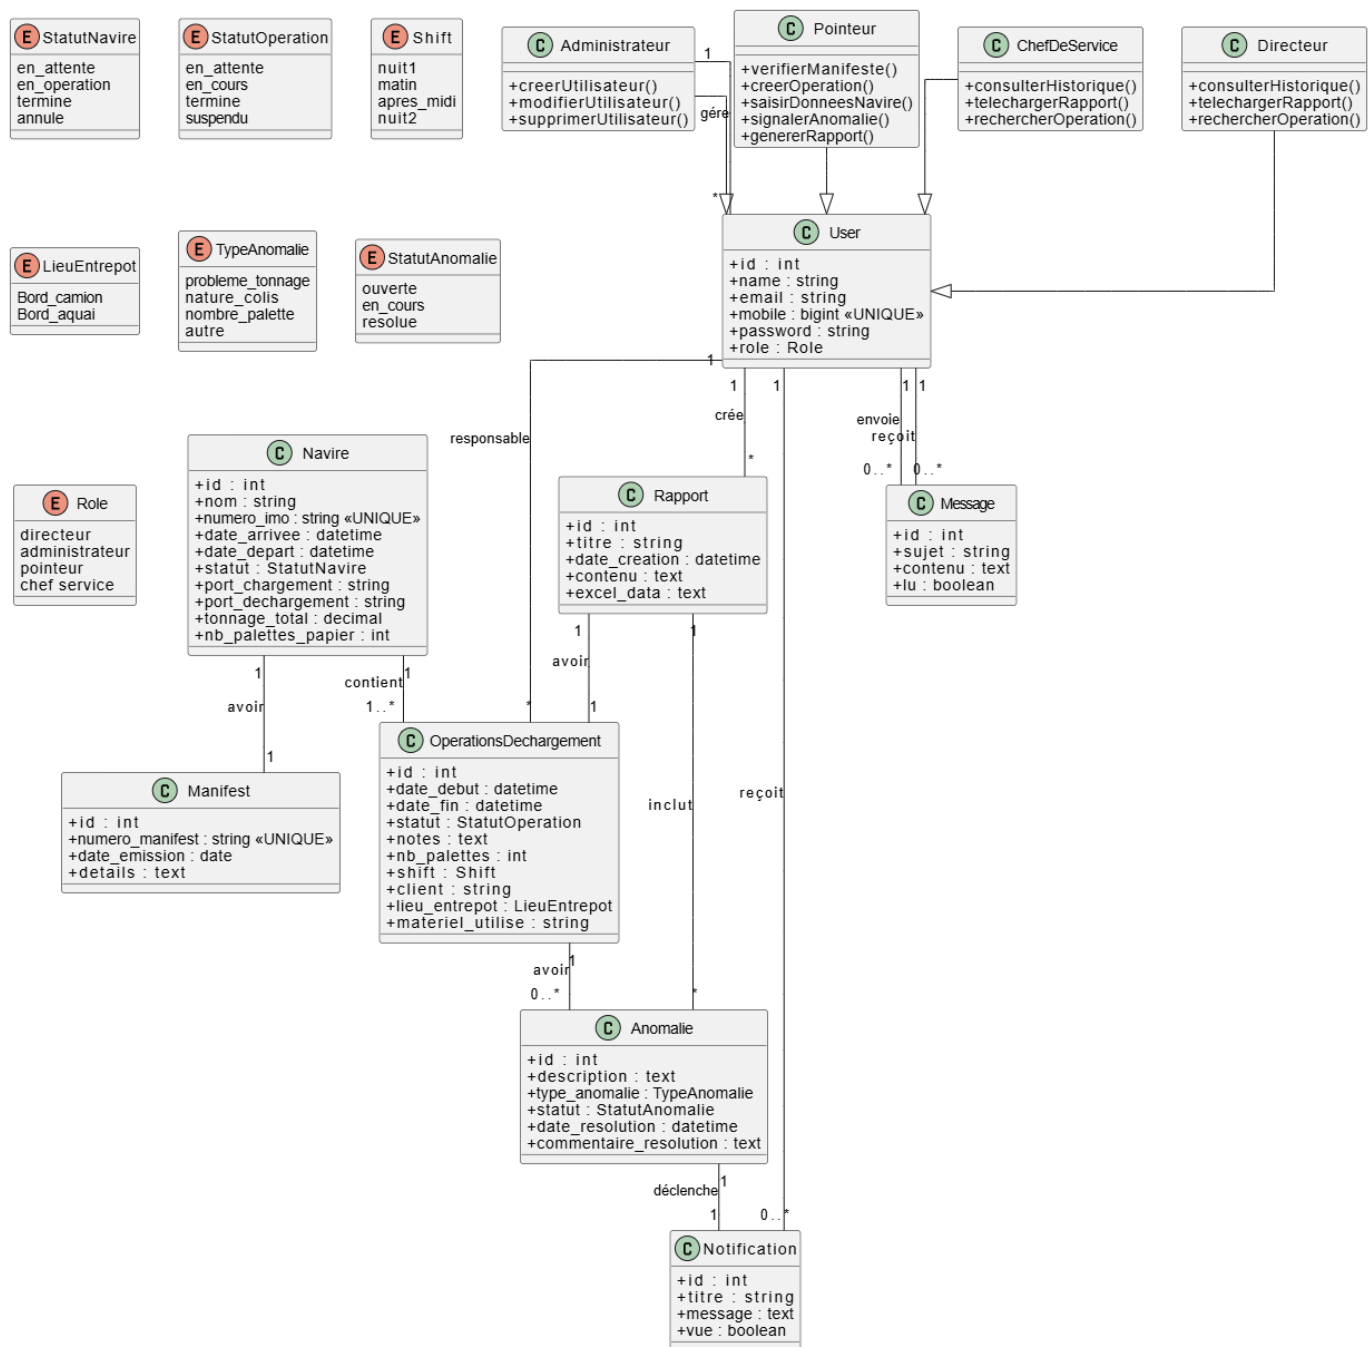 E StatutNavire
en_attente
en_operation
termine
annule
E StatutOperation
en_attente
en_cours
termine
suspendu
E Shift
nuit1
matin
apres_midi
nuit2
C Administrateur
+creerUtilisateur()
+modifierUtilisateur()
+supprimerUtilisateur()
C Pointeur
+verifierManifeste()
+creerOperation()
+saisirDonneesNavire()
+signalerAnomalie()
+genererRapport()
C ChefDeService
+consulterHistorique()
+telechargerRapport()
+rechercherOperation()
C Directeur
+consulterHistorique()
+telechargerRapport()
+rechercherOperation()
1
gére
*
E LieuEntrepot
Bord_camion
Bord_aquai
E TypeAnomalie
probleme_tonnage
nature_colis
nombre_palette
autre
E StatutAnomalie
ouverte
en_cours
resolue
C User
+id : int
+name : string
+email : string
+mobile : bigint «UNIQUE»
+password : string
+role : Role
1
responsable
*
1
crée
*
1
reçoit
0..*
1
envoie
0..*
1
reçoit
0..*
E Role
directeur
administrateur
pointeur
chef service
C Navire
+id : int
+nom : string
+numero_imo : string «UNIQUE»
+date_arrivee : datetime
+date_depart : datetime
+statut : StatutNavire
+port_chargement : string
+port_dechargement : string
+tonnage_total : decimal
+nb_palettes_papier : int
C Rapport
+id : int
+titre : string
+date_creation : datetime
+contenu : text
+excel_data : text
C Message
+id : int
+sujet : string
+contenu : text
+lu : boolean
1
avoir
1
1
contient
1..*
1
avoir
1
1
inclut
*
C Manifest
+id : int
+numero_manifest : string «UNIQUE»
+date_emission : date
+details : text
C OperationsDechargement
+id : int
+date_debut : datetime
+date_fin : datetime
+statut : StatutOperation
+notes : text
+nb_palettes : int
+shift : Shift
+client : string
+lieu_entrepot : LieuEntrepot
+materiel_utilise : string
1
avoir
0..*
C Anomalie
+id : int
+description : text
+type_anomalie : TypeAnomalie
+statut : StatutAnomalie
+date_resolution : datetime
+commentaire_resolution : text
1
déclenche
1
C Notification
+id : int
+titre : string
+message : text
+vue : boolean